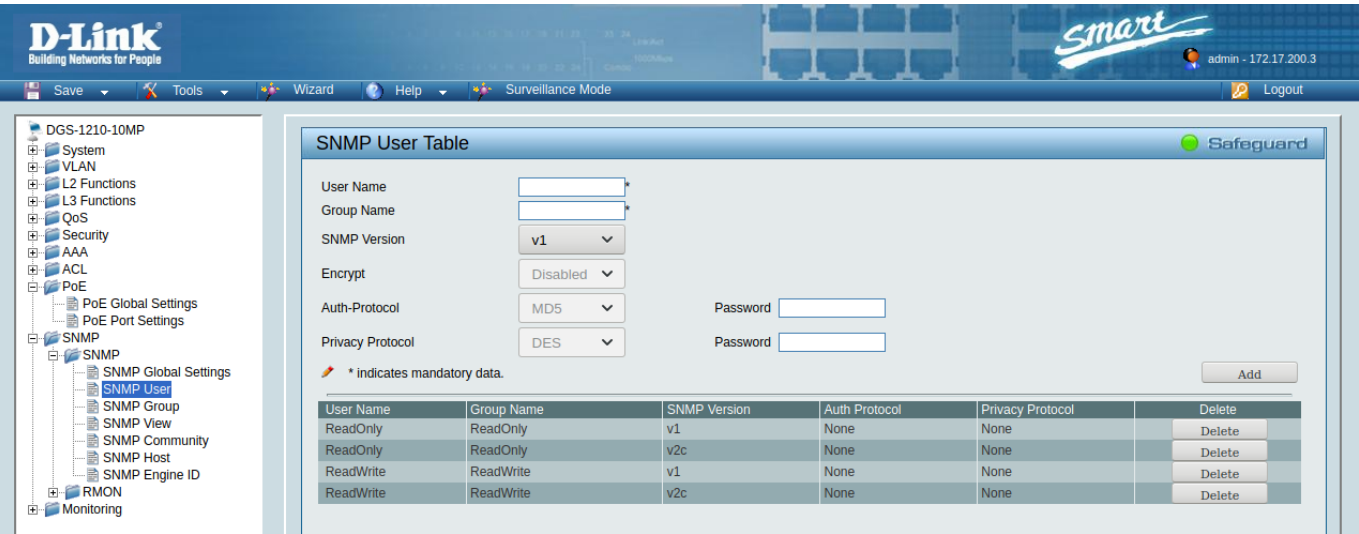 D-Link
Building Networks for People
Smart
admin - 172.17.200.3
Save Tools Wizard Help Surveillance Mode Logout
DGS-1210-10MP
System
VLAN
L2 Functions
L3 Functions
QoS
Security
AAA
ACL
PoE
PoE Global Settings
PoE Port Settings
SNMP
SNMP
SNMP Global Settings
SNMP User
SNMP Group
SNMP View
SNMP Community
SNMP Host
SNMP Engine ID
RMON
Monitoring
SNMP User Table Safeguard
User Name *
Group Name *
SNMP Version v1
Encrypt Disabled
Auth-Protocol MD5 Password
Privacy Protocol DES Password
* indicates mandatory data. Add
User Name Group Name SNMP Version Auth Protocol Privacy Protocol Delete
ReadOnly ReadOnly v1 None None Delete
ReadOnly ReadOnly v2c None None Delete
ReadWrite ReadWrite v1 None None Delete
ReadWrite ReadWrite v2c None None Delete